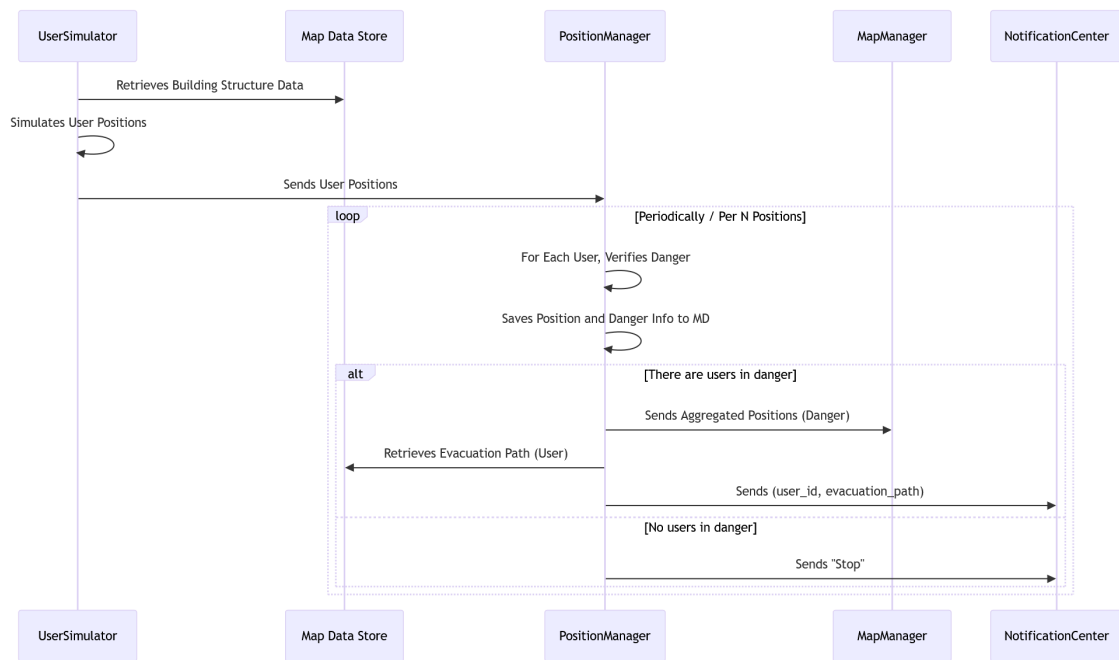 UserSimulator
Map Data Store
PositionManager
MapManager
NotificationCenter
Retrieves Building Structure Data
Simulates User Positions
Sends User Positions
loop
[Periodically / Per N Positions]
For Each User, Verifies Danger
Saves Position and Danger Info to MD
alt
[There are users in danger]
Sends Aggregated Positions (Danger)
Retrieves Evacuation Path (User)
Sends (user_id, evacuation_path)
[No users in danger]
Sends "Stop"
UserSimulator
Map Data Store
PositionManager
MapManager
NotificationCenter